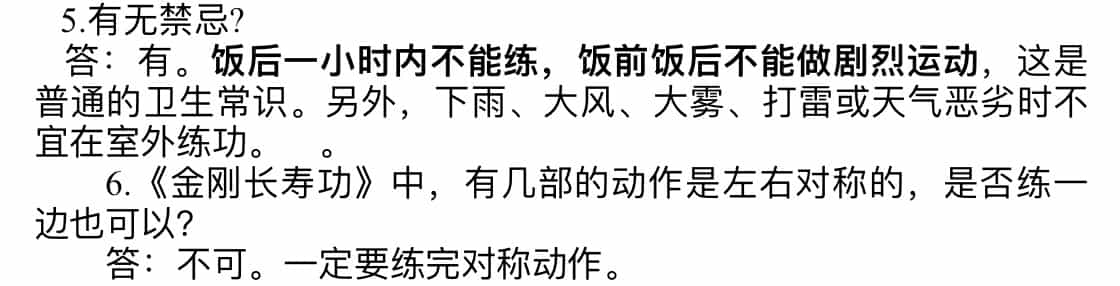 5.有无禁忌?
答：有。饭后一小时内不能练，饭前饭后不能做剧烈运动，这是
普通的卫生常识。另外，下雨、大风、大雾、打雷或天气恶劣时不
宜在室外练功。 。
6.《金刚长寿功》中，有几部的动作是左右对称的，是否练一
边也可以?
答：不可。一定要练完对称动作。